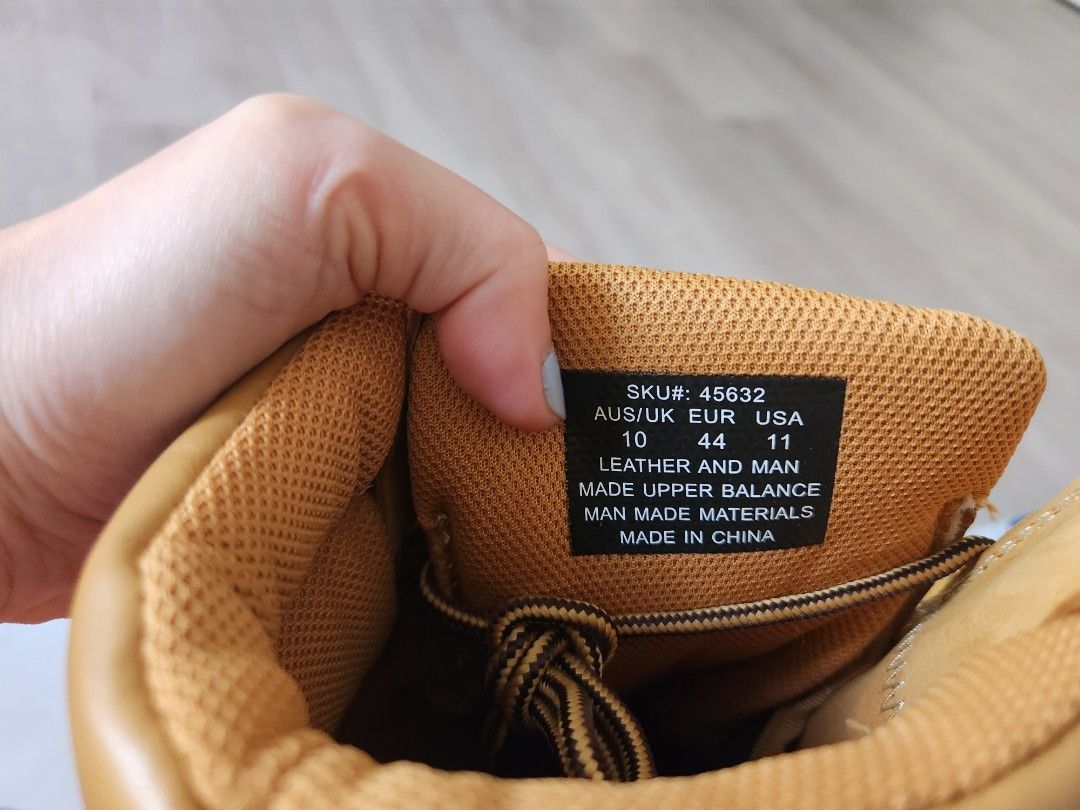 SKU#: 45632
AUS/UK EUR USA
10 44 11
LEATHER AND MAN
MADE UPPER BALANCE
MAN MADE MATERIALS
MADE IN CHINA